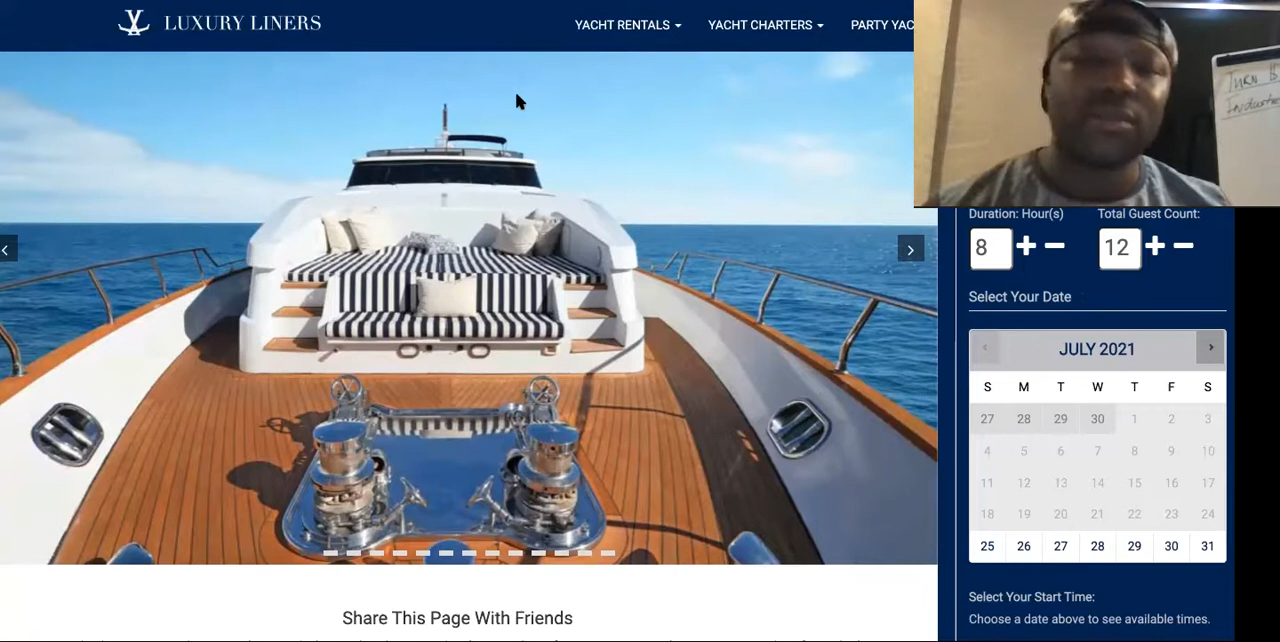 LUXURY LINERS
YACHT RENTALS YACHT CHARTERS PARTY YAC
TURN
Duration: Hour(s) Total Guest Count:
8 + − 12 + −
Select Your Date
JULY 2021
S M T W T F S
27 28 29 30 1 2 3
4 5 6 7 8 9 10
11 12 13 14 15 16 17
18 19 20 21 22 23 24
25 26 27 28 29 30 31
Select Your Start Time:
Choose a date above to see available times.
Share This Page With Friends